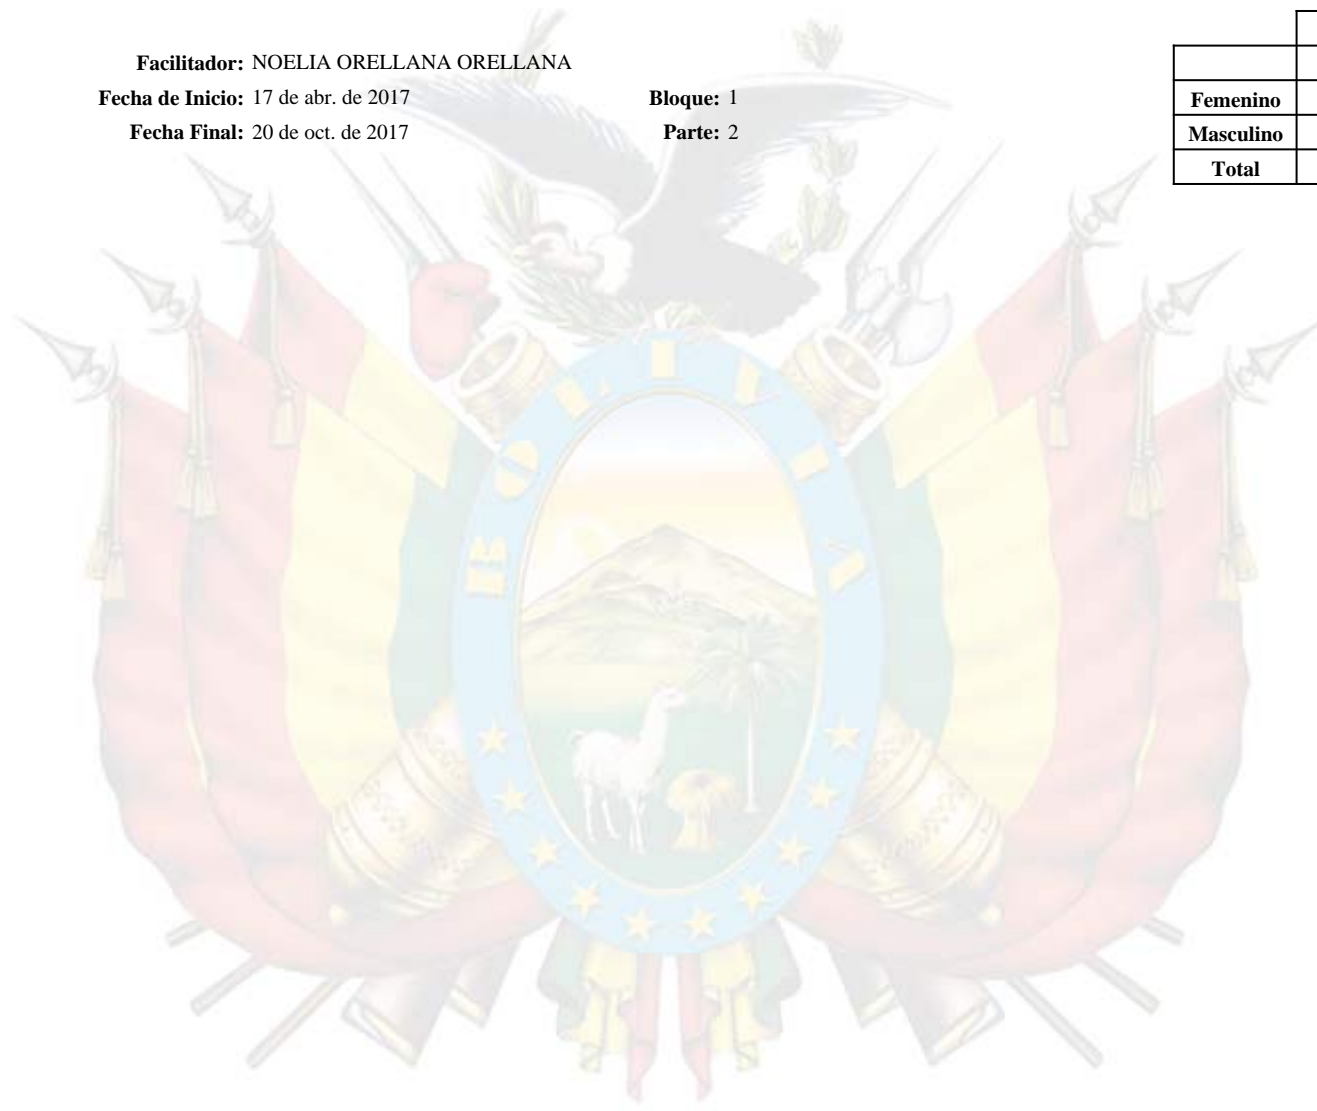 Facilitador: NOELIA ORELLANA ORELLANA
Fecha de Inicio: 17 de abr. de 2017 Bloque: 1
Fecha Final: 20 de oct. de 2017 Parte: 2
Femenino
Masculino
Total
BOLIVIA